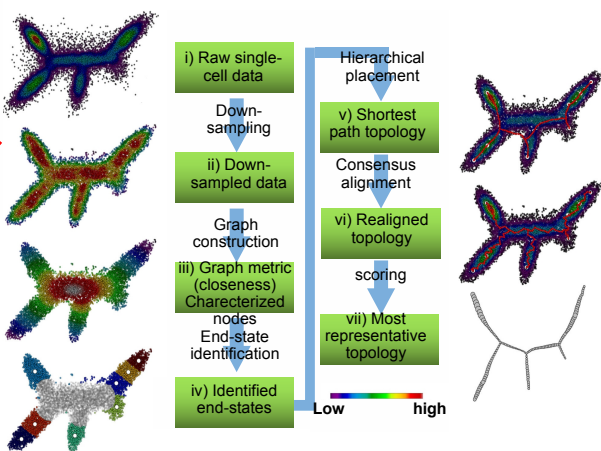 i) Raw single-
cell data
Down-
sampling
ii) Down-
sampled data
Graph
construction
iii) Graph metric
(closeness)
Charecterized
nodes
End-state
identification
iv) Identified
end-states
Hierarchical
placement
v) Shortest
path topology
Consensus
alignment
vi) Realigned
topology
scoring
vii) Most
representative
topology
Low high